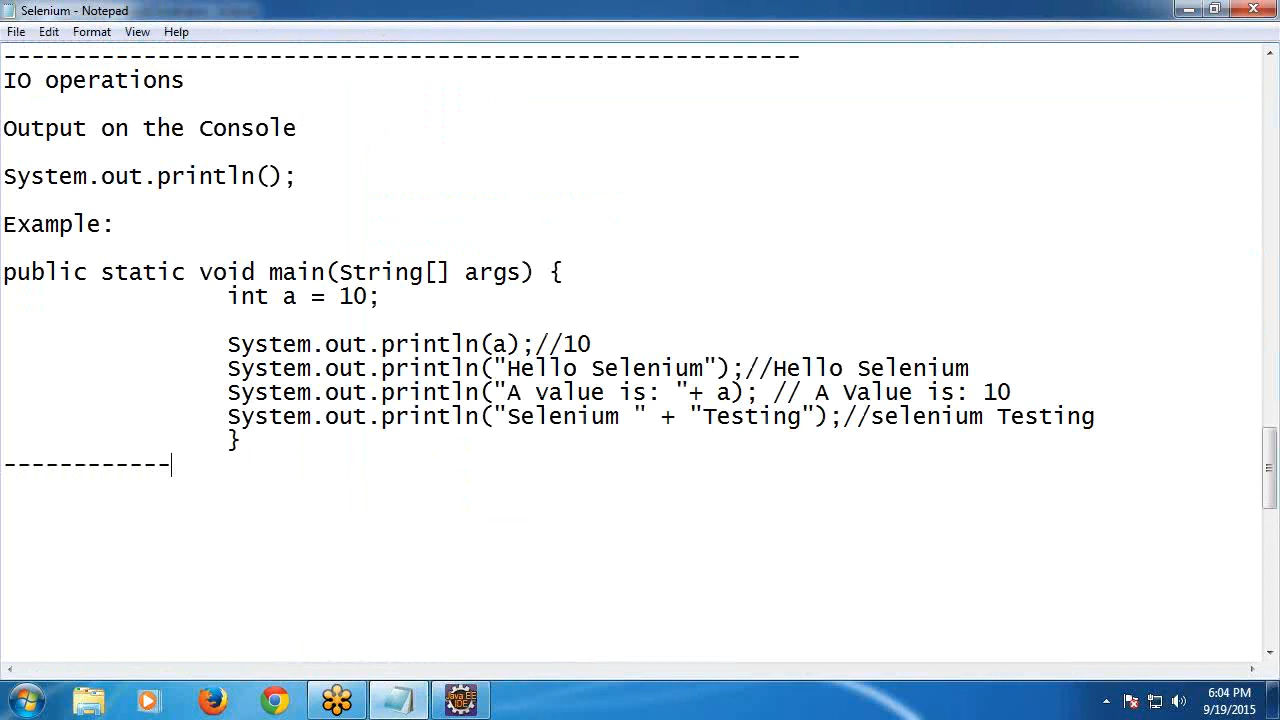 Selenium - Notepad
File Edit Format View Help
---------------------------------------------------------
IO operations
Output on the Console
System.out.println();
Example:
public static void main(String[] args) {
int a = 10;
System.out.println(a);//10
System.out.println("Hello Selenium");//Hello Selenium
System.out.println("A value is: "+ a); // A Value is: 10
System.out.println("Selenium " + "Testing");//selenium Testing
}
------------
Java EE
IDE
6:04 PM
9/19/2015